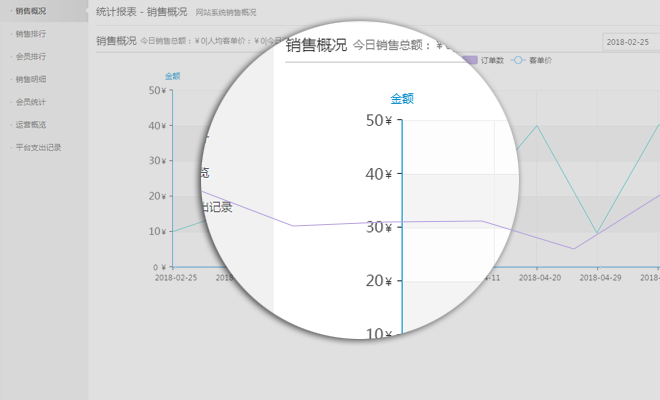 销售概况
销售排行
会员排行
销售明细
会员统计
运营概览
平台支出记录
统计报表 - 销售概况 网站系统销售概况
销售概况 今日销售总额：￥0|人均客单价：￥0|今日
2018-02-25
销售概况 今日销售总额：￥
订单数 客单价
金额
50￥
40￥
30￥
20￥
10￥
0 ￥
2018-02-25
2018-04-20
2018-04-29
金额
50￥
40￥
30￥
20￥
10￥
览
出记录